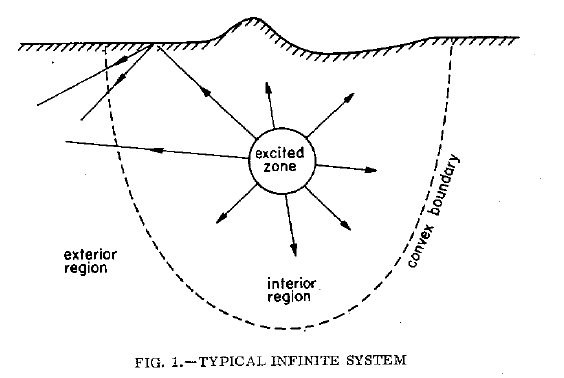 excited
zone
convex boundary
exterior
region
interior
region
FIG. 1.—TYPICAL INFINITE SYSTEM